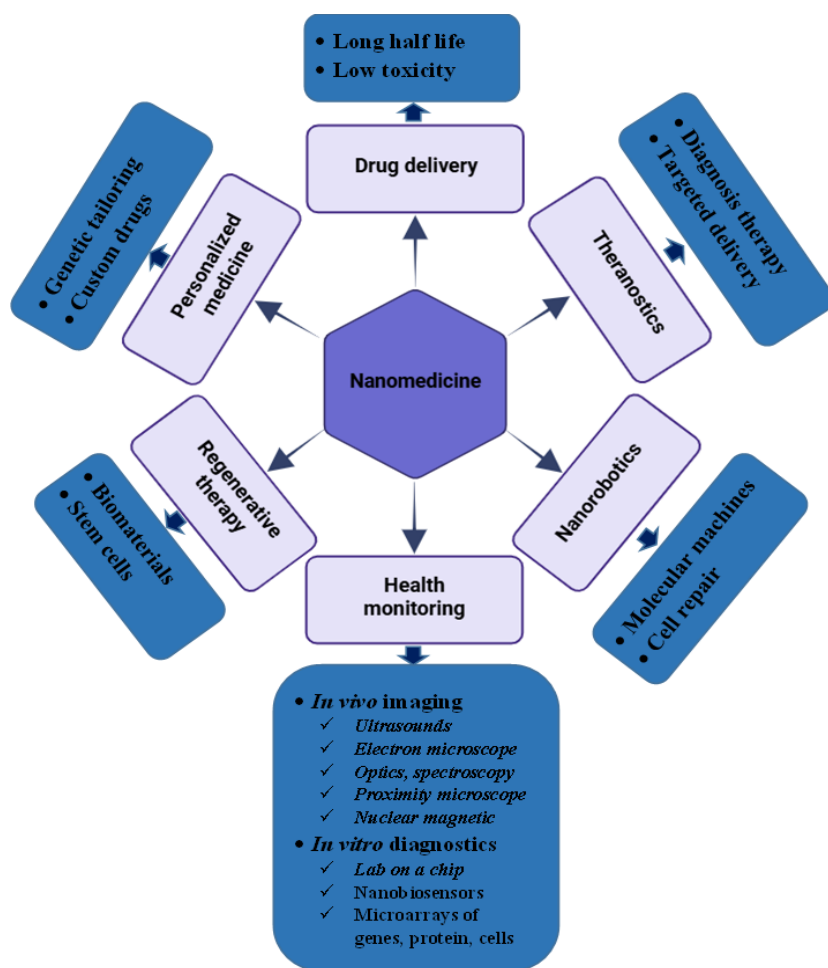 • Long half life
• Low toxicity
Drug delivery
• Genetic tailoring
• Custom drugs
Personalized
medicine
Theranostics
• Diagnosis therapy
• Targeted delivery
Nanomedicine
• Biomaterials
• Stem cells
Regenerative
therapy
Nanorobotics
• Molecular machines
• Cell repair
Health
monitoring
• In vivo imaging
✓ Ultrasounds
✓ Electron microscope
✓ Optics, spectroscopy
✓ Proximity microscope
✓ Nuclear magnetic
• In vitro diagnostics
✓ Lab on a chip
✓ Nanobiosensors
✓ Microarrays of
genes, protein, cells